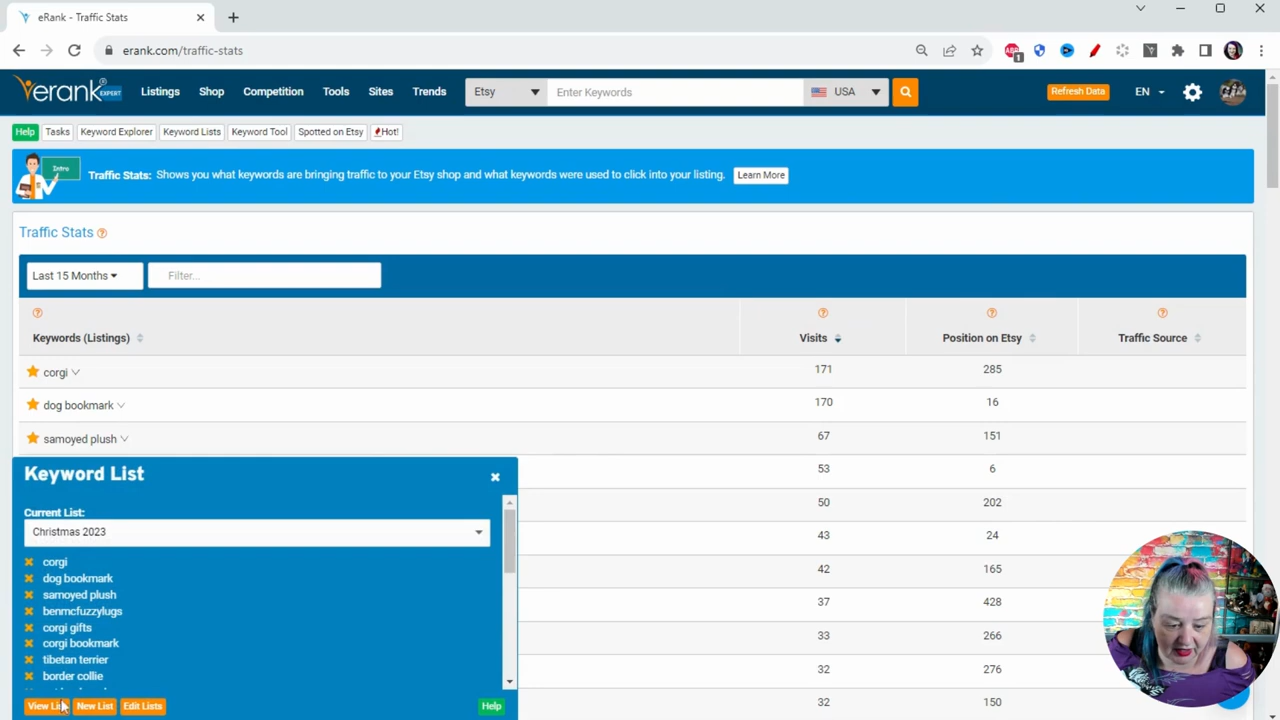 eRank - Traffic Stats
erank.com/traffic-stats
1
erank EXPERT
Listings Shop Competition Tools Sites Trends
Etsy Enter Keywords USA
Refresh Data EN
Help Tasks Keyword Explorer Keyword Lists Keyword Tool Spotted on Etsy Hot!
Intro
Traffic Stats: Shows you what keywords are bringing traffic to your Etsy shop and what keywords were used to click into your listing. Learn More
Traffic Stats
Last 15 Months Filter...
Keywords (Listings) Visits Position on Etsy Traffic Source
corgi 171 285
dog bookmark 170 16
samoyed plush 67 151
53 6
50 202
43 24
42 165
37 428
33 266
32 276
32 150
Keyword List
Current List:
Christmas 2023
corgi
dog bookmark
samoyed plush
benmcfuzzylugs
corgi gifts
corgi bookmark
tibetan terrier
border collie
View List New List Edit Lists Help